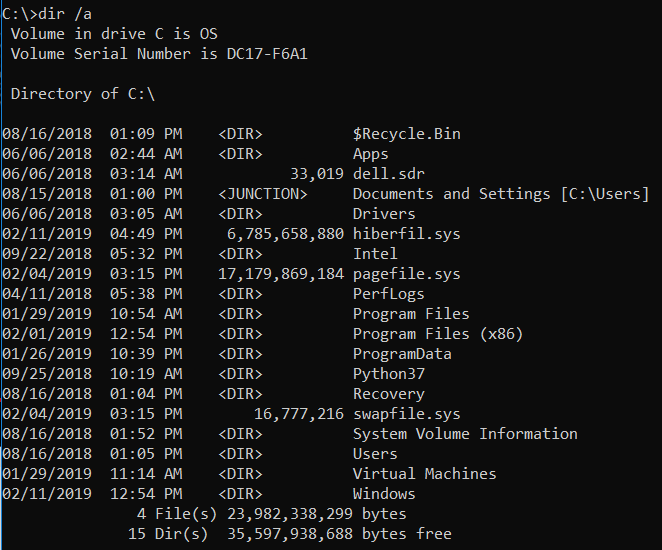 C:\>dir /a
Volume in drive C is OS
Volume Serial Number is DC17-F6A1
Directory of C:\
08/16/2018 01:09 PM <DIR> $Recycle.Bin
06/06/2018 02:44 AM <DIR> Apps
06/06/2018 03:14 AM 33,019 dell.sdr
08/15/2018 01:00 PM <JUNCTION> Documents and Settings [C:\Users]
06/06/2018 03:05 AM <DIR> Drivers
02/11/2019 04:49 PM 6,785,658,880 hiberfil.sys
09/22/2018 05:32 PM <DIR> Intel
02/04/2019 03:15 PM 17,179,869,184 pagefile.sys
04/11/2018 05:38 PM <DIR> PerfLogs
01/29/2019 10:54 AM <DIR> Program Files
02/01/2019 12:54 PM <DIR> Program Files (x86)
01/26/2019 10:39 PM <DIR> ProgramData
09/25/2018 10:19 AM <DIR> Python37
08/16/2018 01:04 PM <DIR> Recovery
02/04/2019 03:15 PM 16,777,216 swapfile.sys
08/16/2018 01:52 PM <DIR> System Volume Information
08/16/2018 01:05 PM <DIR> Users
01/29/2019 11:14 AM <DIR> Virtual Machines
02/11/2019 12:54 PM <DIR> Windows
4 File(s) 23,982,338,299 bytes
15 Dir(s) 35,597,938,688 bytes free